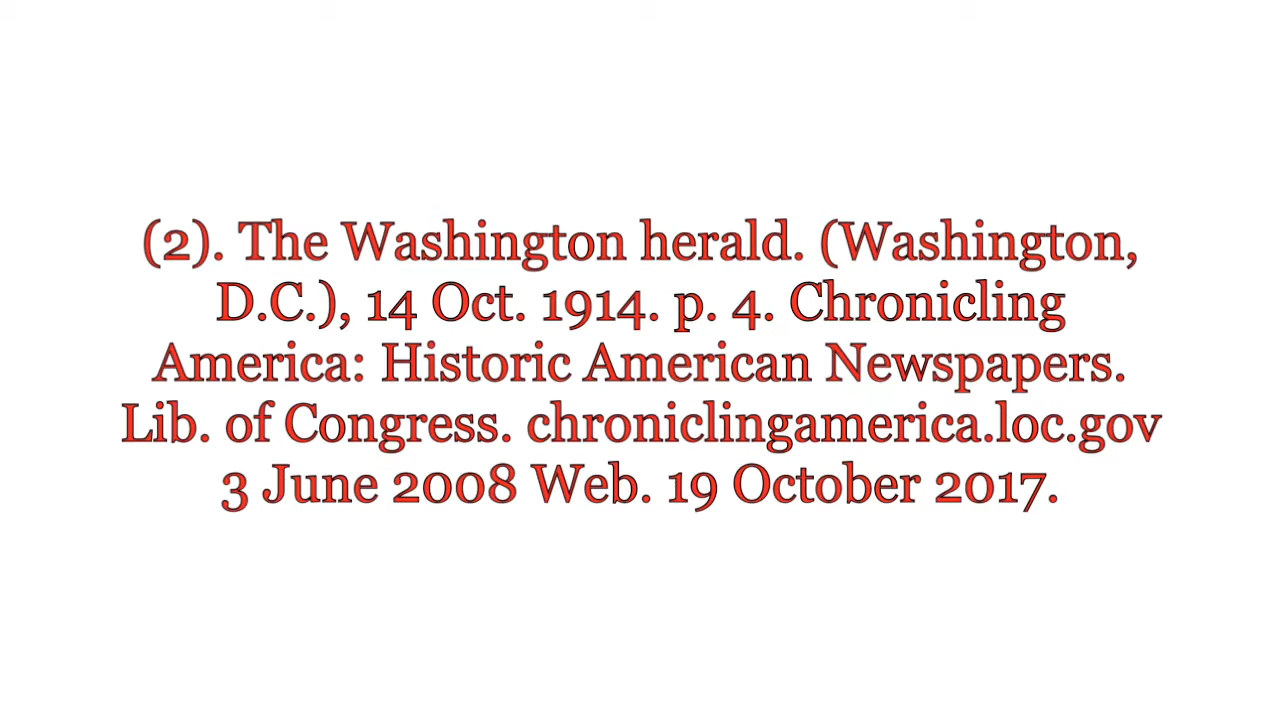 (2). The Washington herald. (Washington,
D.C.), 14 Oct. 1914. p. 4. Chronicling
America: Historic American Newspapers.
Lib. of Congress. chroniclingamerica.loc.gov
3 June 2008 Web. 19 October 2017.